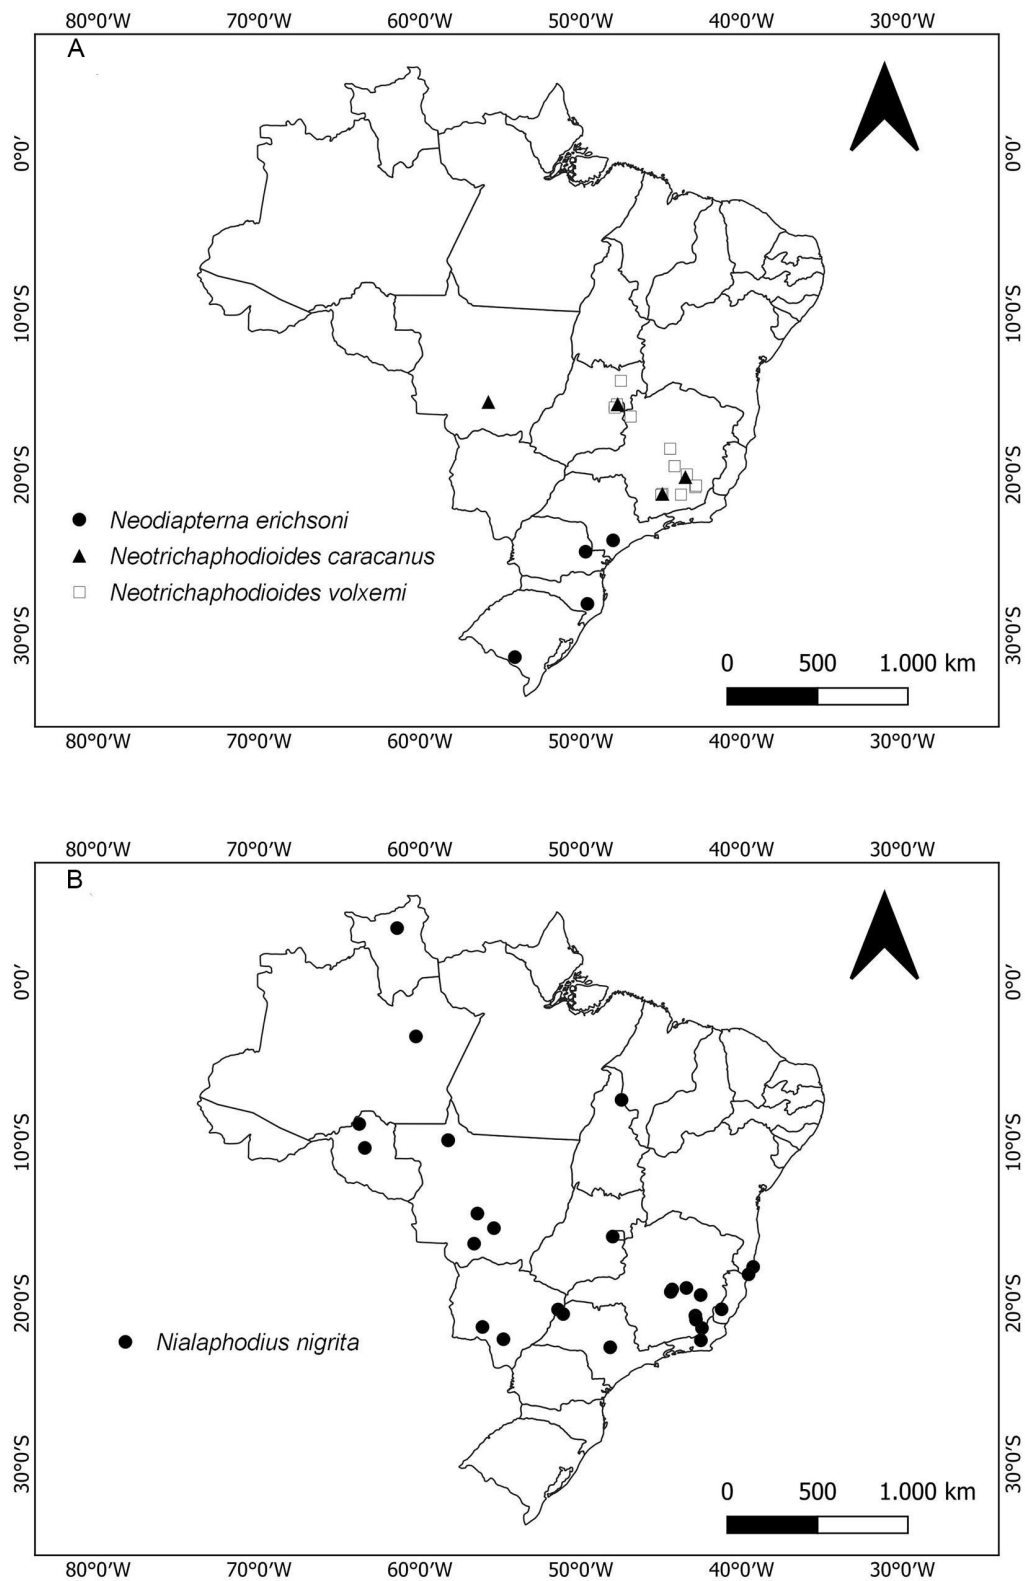 80°0′W 70°0′W 60°0′W 50°0′W 40°0′W 30°0′W
A
0°0′ 0°0′
10°0′S 10°0′S
20°0′S 20°0′S
Neodiapterna erichsoni
Neotrichaphodioides caracanus
Neotrichaphodioides volxemi
30°0′S 30°0′S
0 500 1.000 km
80°0′W 70°0′W 60°0′W 50°0′W 40°0′W 30°0′W
80°0′W 70°0′W 60°0′W 50°0′W 40°0′W 30°0′W
B
0°0′ 0°0′
10°0′S 10°0′S
20°0′S 20°0′S
Nialaphodius nigrita
30°0′S 30°0′S
0 500 1.000 km
80°0′W 70°0′W 60°0′W 50°0′W 40°0′W 30°0′W